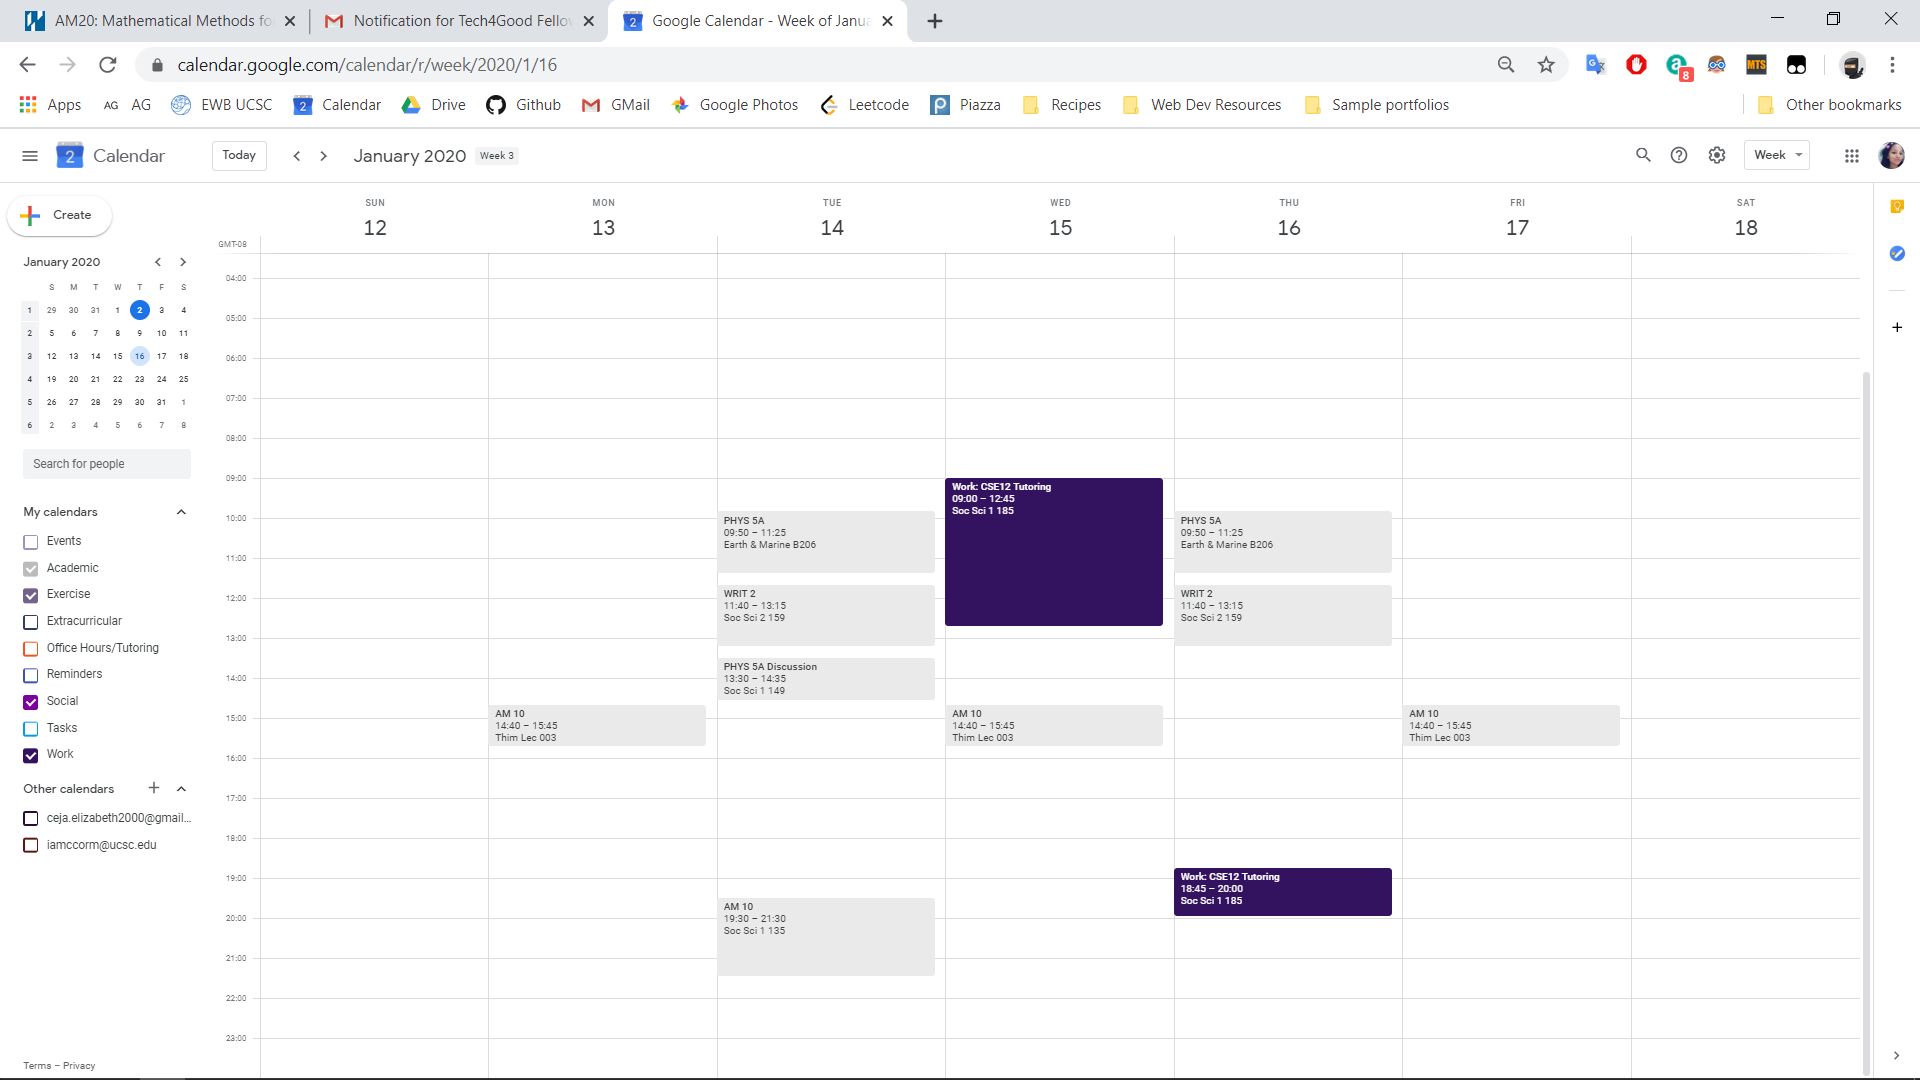 AM20: Mathematical Methods fo
Notification for Tech4Good Fello
Google Calendar - Week of Janua
calendar.google.com/calendar/r/week/2020/1/16
8
MTS
Apps
AG AG
EWB UCSC
2 Calendar
Drive
Github
GMail
Google Photos
Leetcode
Piazza
Recipes
Web Dev Resources
Sample portfolios
Other bookmarks
2 Calendar
Today
January 2020
Week 3
Week
Create
January 2020
S M T W T F S
1 29 30 31 1 2 3 4
2 5 6 7 8 9 10 11
3 12 13 14 15 16 17 18
4 19 20 21 22 23 24 25
5 26 27 28 29 30 31 1
6 2 3 4 5 6 7 8
Search for people
My calendars
Events
Academic
Exercise
Extracurricular
Office Hours/Tutoring
Reminders
Social
Tasks
Work
Other calendars
ceja.elizabeth2000@gmail...
iamccorm@ucsc.edu
Terms – Privacy
SUN MON TUE WED THU FRI SAT
12 13 14 15 16 17 18
GMT-08
04:00
05:00
06:00
07:00
08:00
09:00
10:00
11:00
12:00
13:00
14:00
15:00
16:00
17:00
18:00
19:00
20:00
21:00
22:00
23:00
AM 10
14:40 – 15:45
Thim Lec 003
PHYS 5A
09:50 – 11:25
Earth & Marine B206
WRIT 2
11:40 – 13:15
Soc Sci 2 159
PHYS 5A Discussion
13:30 – 14:35
Soc Sci 1 149
AM 10
19:30 – 21:30
Soc Sci 1 135
Work: CSE12 Tutoring
09:00 – 12:45
Soc Sci 1 185
AM 10
14:40 – 15:45
Thim Lec 003
PHYS 5A
09:50 – 11:25
Earth & Marine B206
WRIT 2
11:40 – 13:15
Soc Sci 2 159
Work: CSE12 Tutoring
18:45 – 20:00
Soc Sci 1 185
AM 10
14:40 – 15:45
Thim Lec 003